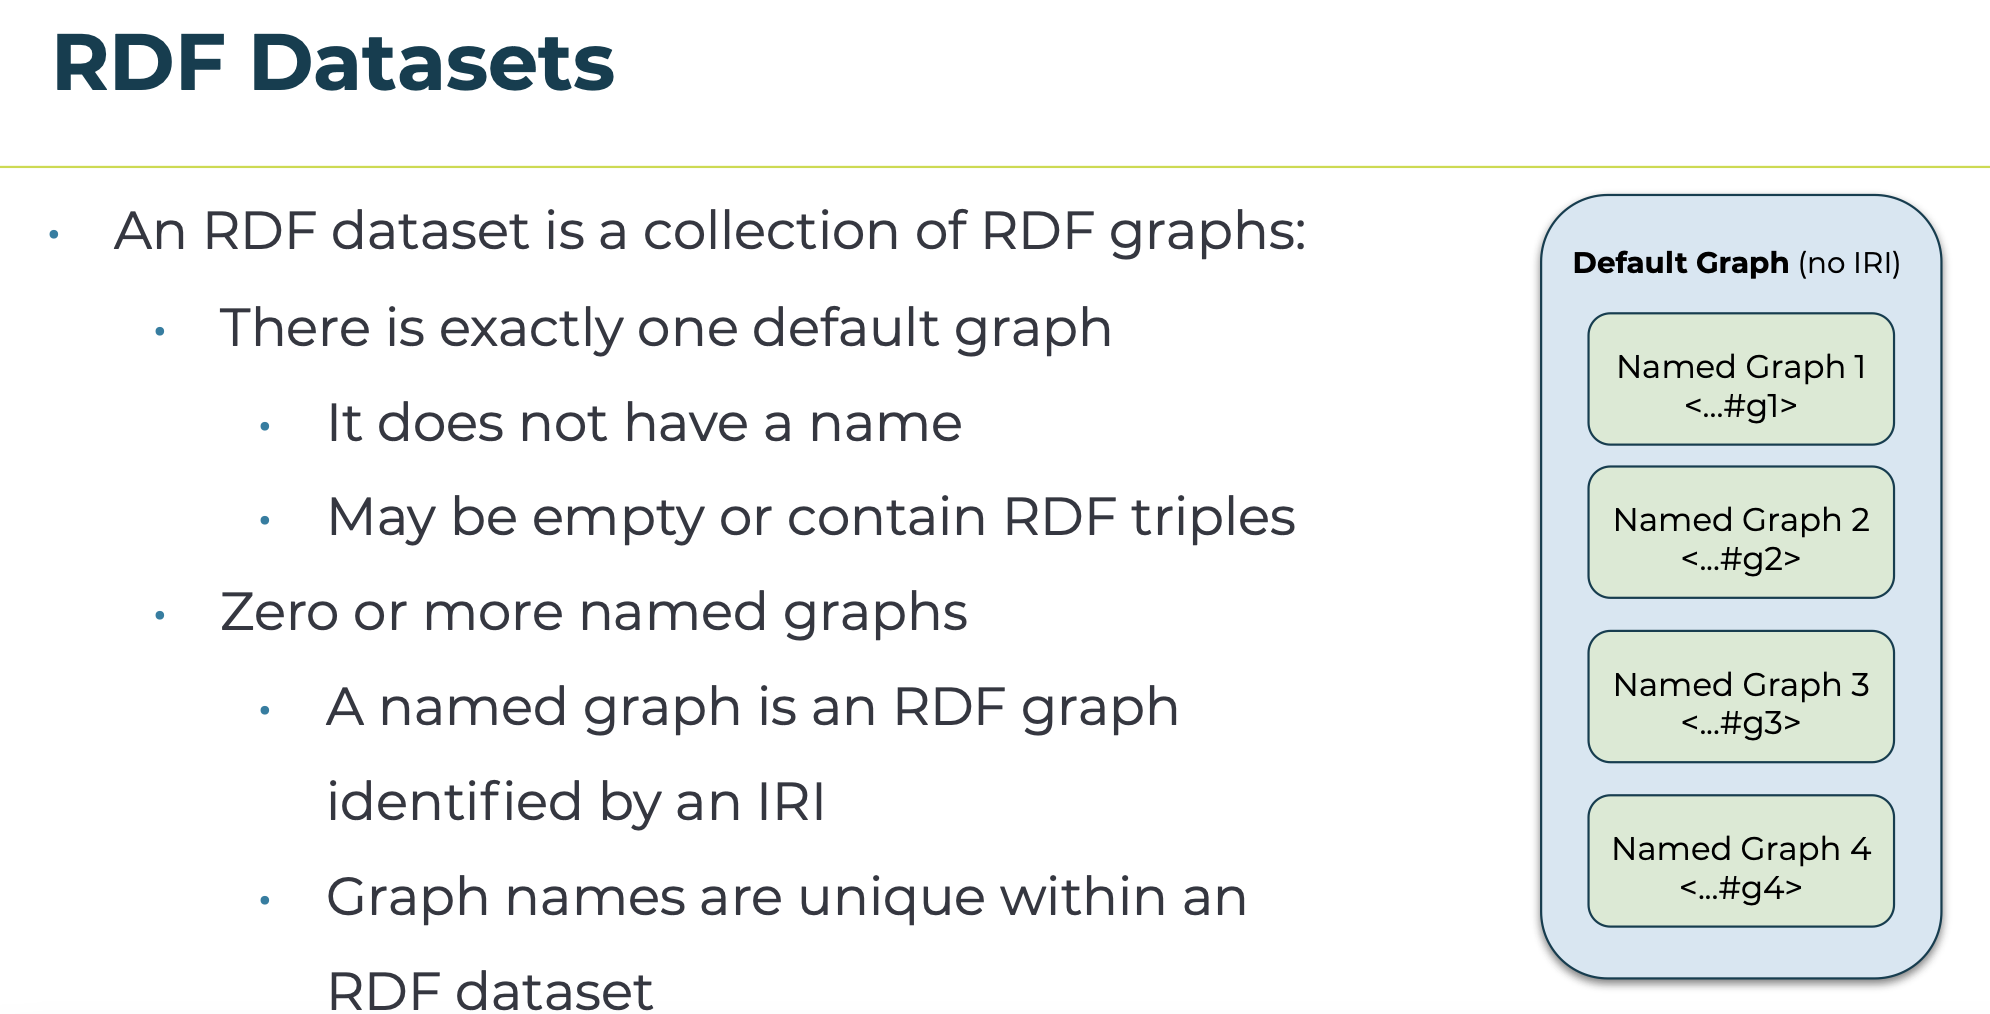 RDF Datasets
• An RDF dataset is a collection of RDF graphs:
• There is exactly one default graph
• It does not have a name
• May be empty or contain RDF triples
• Zero or more named graphs
• A named graph is an RDF graph
identified by an IRI
• Graph names are unique within an
RDF dataset
Default Graph (no IRI)
Named Graph 1
<...#g1>
Named Graph 2
<...#g2>
Named Graph 3
<...#g3>
Named Graph 4
<...#g4>